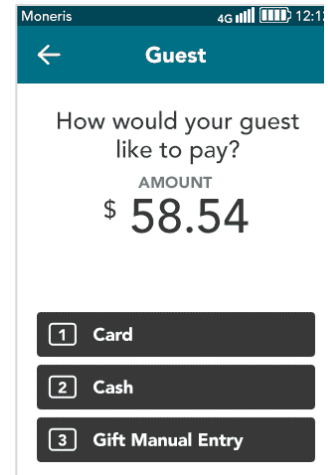 Moneris 4G 12:12
Guest
How would your guest
like to pay?
AMOUNT
$ 58.54
1 Card
2 Cash
3 Gift Manual Entry